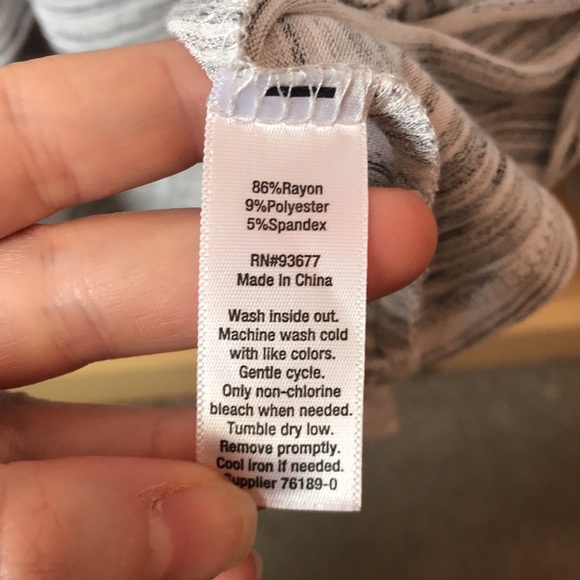 86%Rayon
9%Polyester
5%Spandex
RN#93677
Made In China
Wash inside out.
Machine wash cold
with like colors.
Gentle cycle.
Only non-chlorine
bleach when needed.
Tumble dry low.
Remove promptly.
Cool iron if needed.
Supplier 76189-0